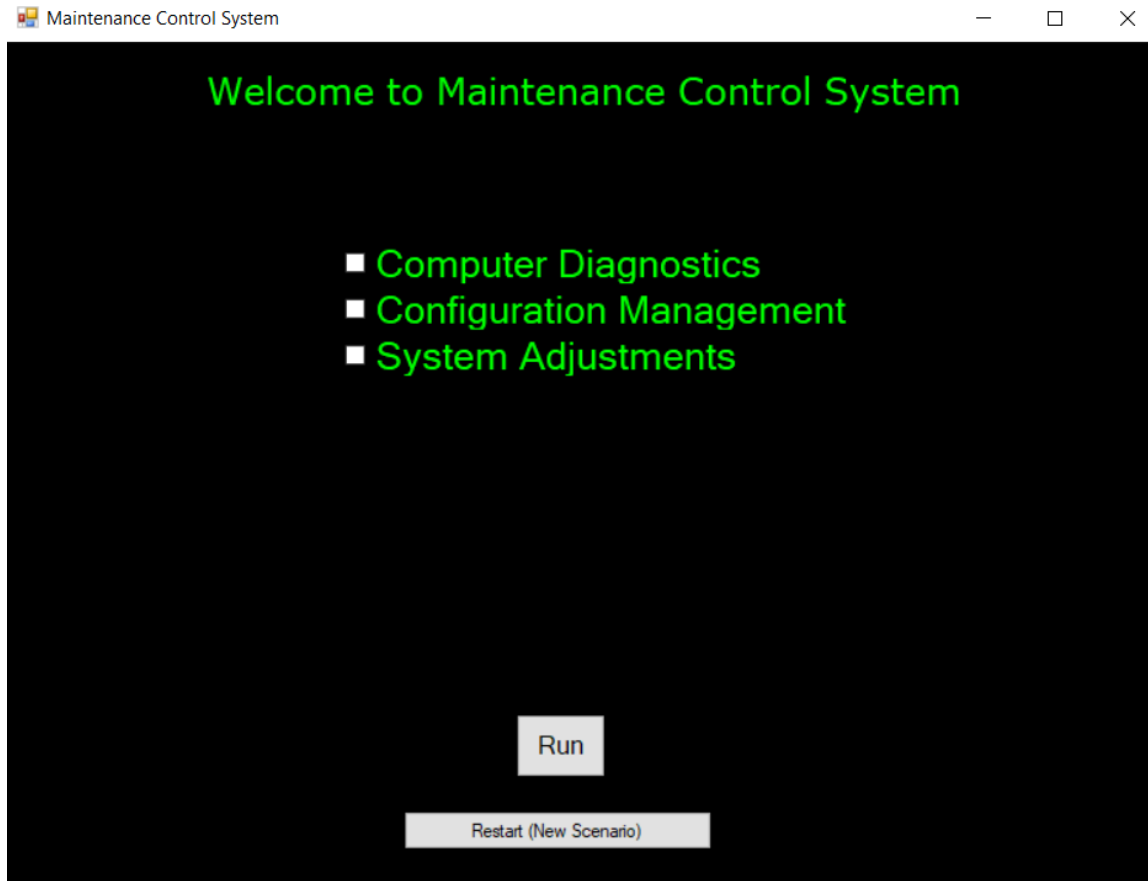 Maintenance Control System
Welcome to Maintenance Control System
Computer Diagnostics
Configuration Management
System Adjustments
Run
Restart (New Scenario)